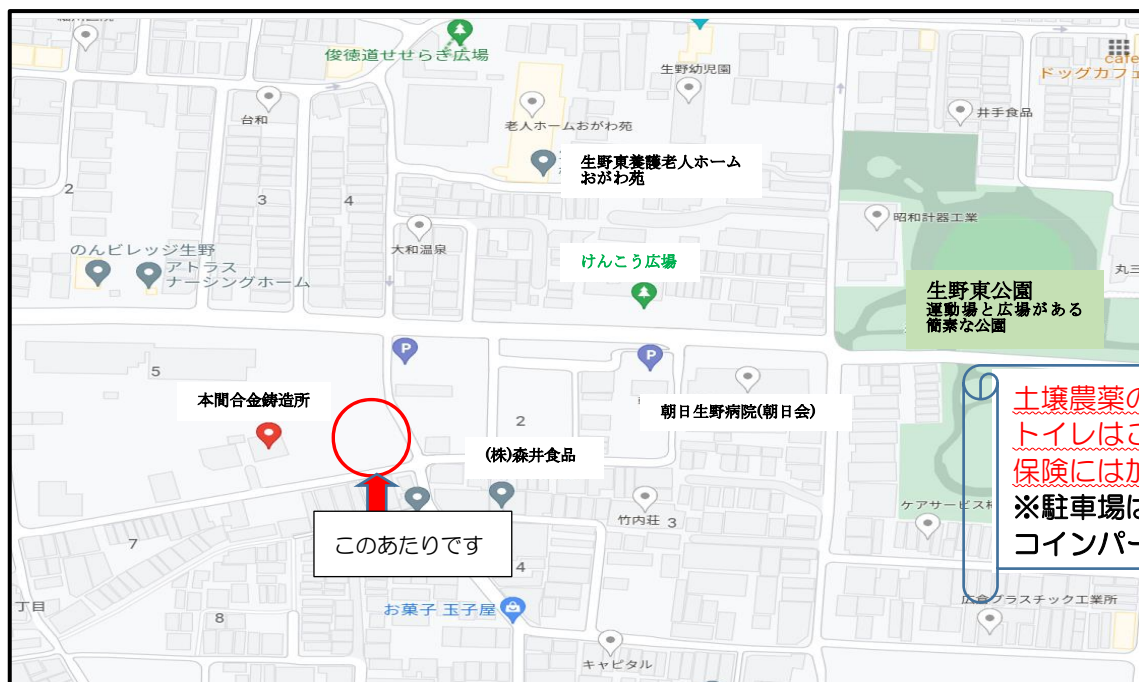 俊徳道せせらぎ広場
生野幼児園
cafe
ドッグカフェ
台和
老人ホームおがわ苑
井手食品
生野東養護老人ホーム
おがわ苑
2
3
4
昭和計器工業
のんビレッジ生野
アトラス
ナーシングホーム
大和温泉
けんこう広場
丸三
生野東公園
運動場と広場がある
簡素な公園
P
P
5
本間合金鋳造所
2
朝日生野病院(朝日会)
(株)森井食品
土壌農薬の
トイレはこ
保険には加
※駐車場は
コインパー
ケアサービス
竹内荘 3
このあたりです
7
4
丁目
8
お菓子 玉子屋
プラスチック工業所
キャピタル